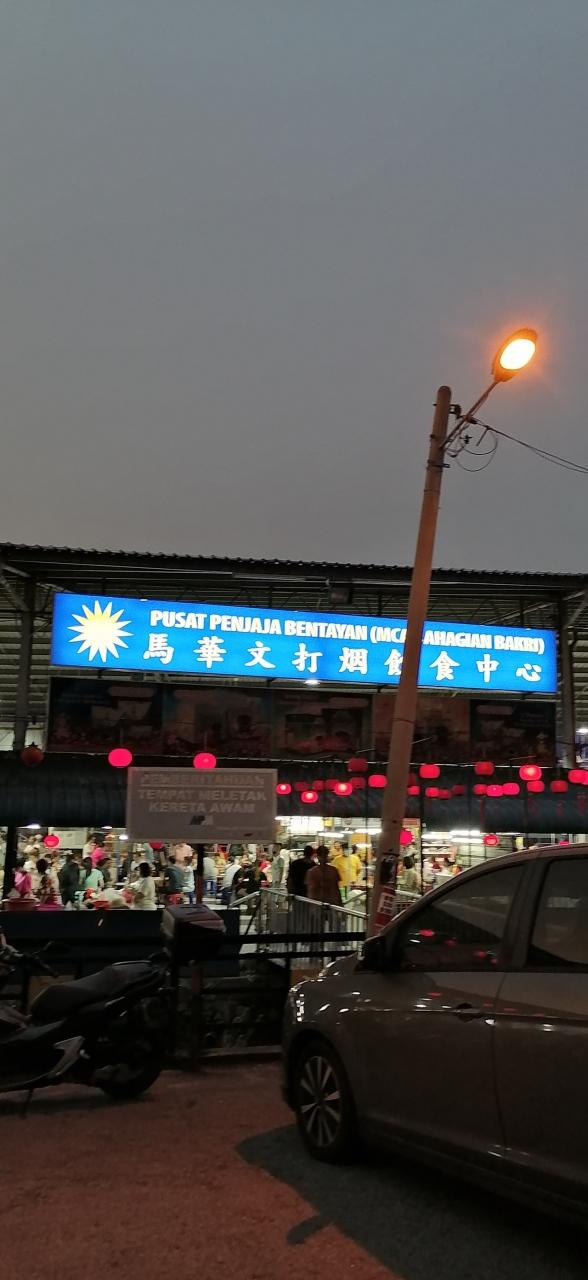 PUSAT PENJAJA BENTAYAN (MCA BAHAGIAN BAKRI)
馬華文打烟飲食中心
PEMBERITAHUAN
TEMPAT MELETAK
KERETA AWAM